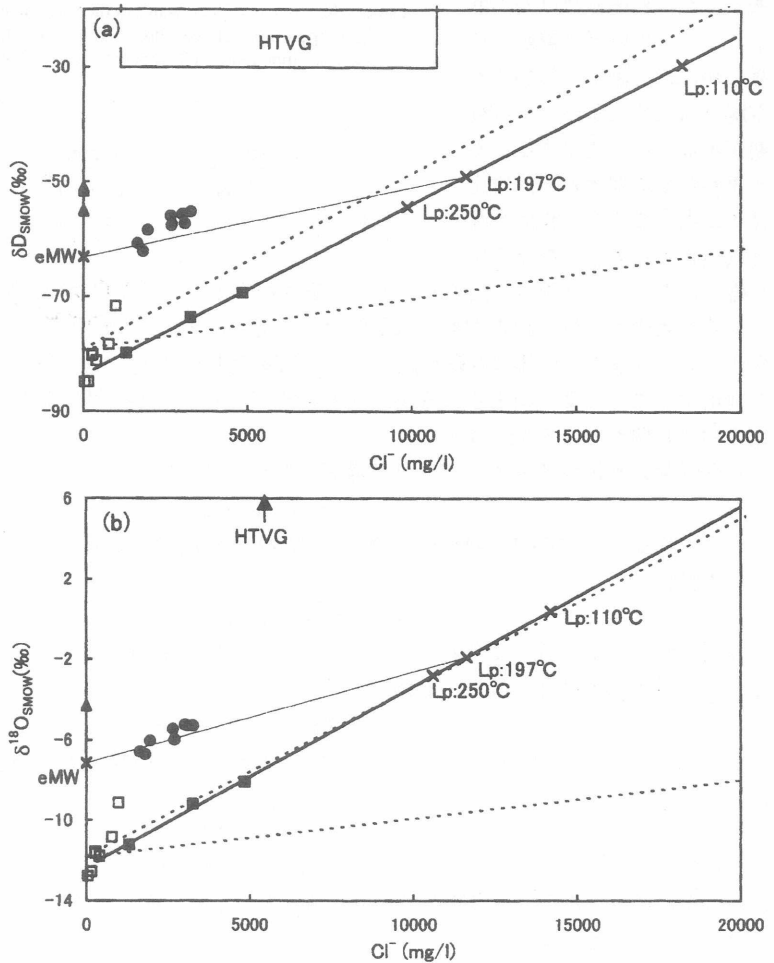 (a)
HTVG
-30
-50
-70
-90
δD_SMOW(‰)
eMW
Lp:110°C
Lp:197°C
Lp:250°C
0 5000 10000 15000 20000
Cl⁻ (mg/l)
(b)
HTVG
6
2
-2
-6
-10
-14
δ¹⁸O_SMOW(‰)
eMW
Lp:110°C
Lp:197°C
Lp:250°C
0 5000 10000 15000 20000
Cl⁻ (mg/l)